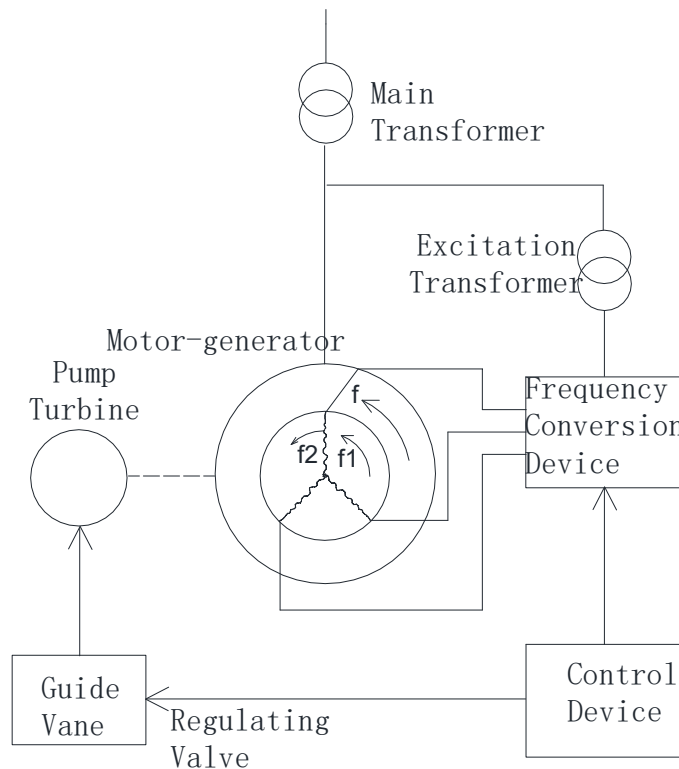 Main
Transformer
Excitation
Transformer
Motor-generator
Pump
Turbine
f
f2
f1
Frequency
Conversion
Device
Guide
Vane
Regulating
Valve
Control
Device